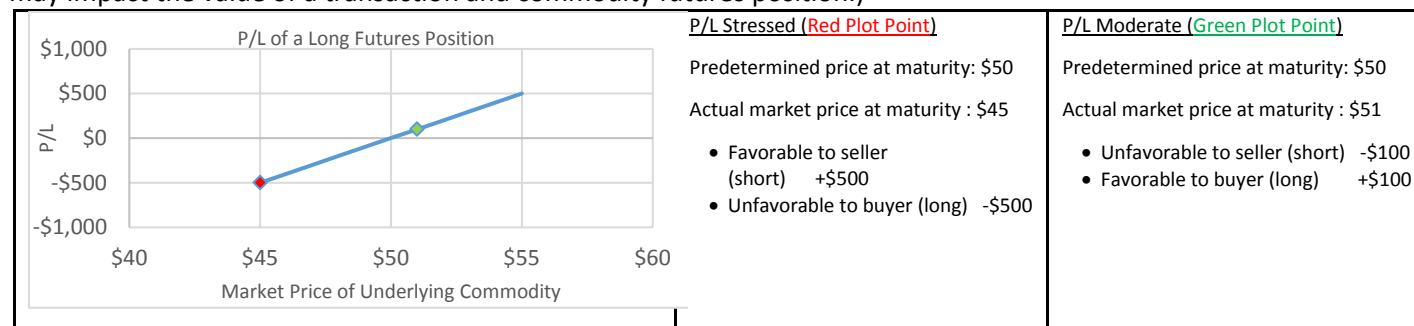 may impact the value of a transaction and commodity futures position.)
P/L of a Long Futures Position
$1,000
$500
$0
-$500
-$1,000
P/L
$40 $45 $50 $55 $60
Market Price of Underlying Commodity
P/L Stressed (Red Plot Point)
Predetermined price at maturity: $50
Actual market price at maturity : $45
• Favorable to seller
(short) +$500
• Unfavorable to buyer (long) -$500
P/L Moderate (Green Plot Point)
Predetermined price at maturity: $50
Actual market price at maturity : $51
• Unfavorable to seller (short) -$100
• Favorable to buyer (long) +$100